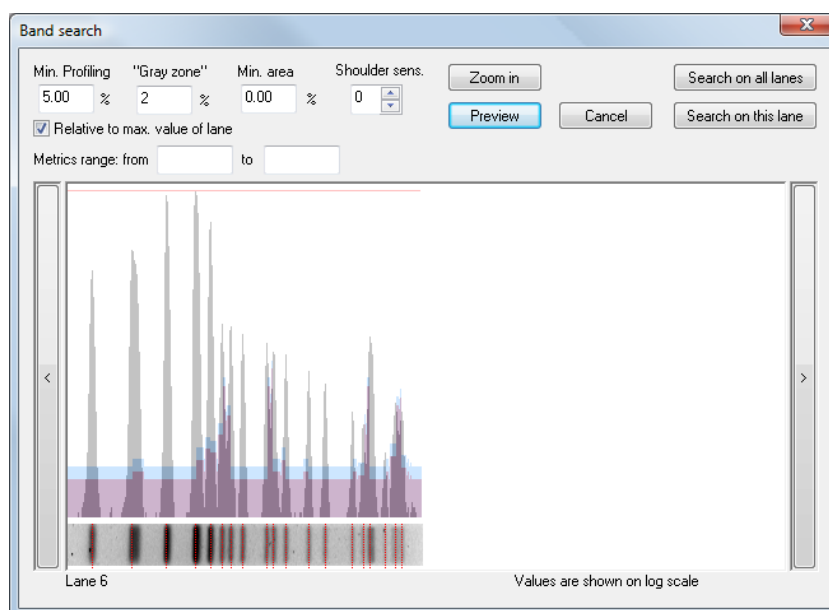 Band search
Min. Profiling "Gray zone" Min. area Shoulder sens.
5.00 % 2 % 0.00 % 0
Zoom in
Search on all lanes
Preview
Cancel
Search on this lane
Relative to max. value of lane
Metrics range: from to
< >
Lane 6
Values are shown on log scale